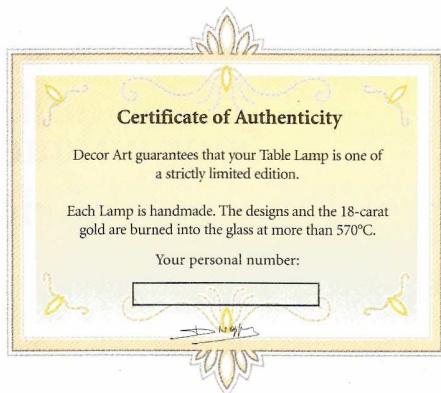 Certificate of Authenticity
Decor Art guarantees that your Table Lamp is one of
a strictly limited edition.
Each Lamp is handmade. The designs and the 18-carat
gold are burned into the glass at more than 570°C.
Your personal number: